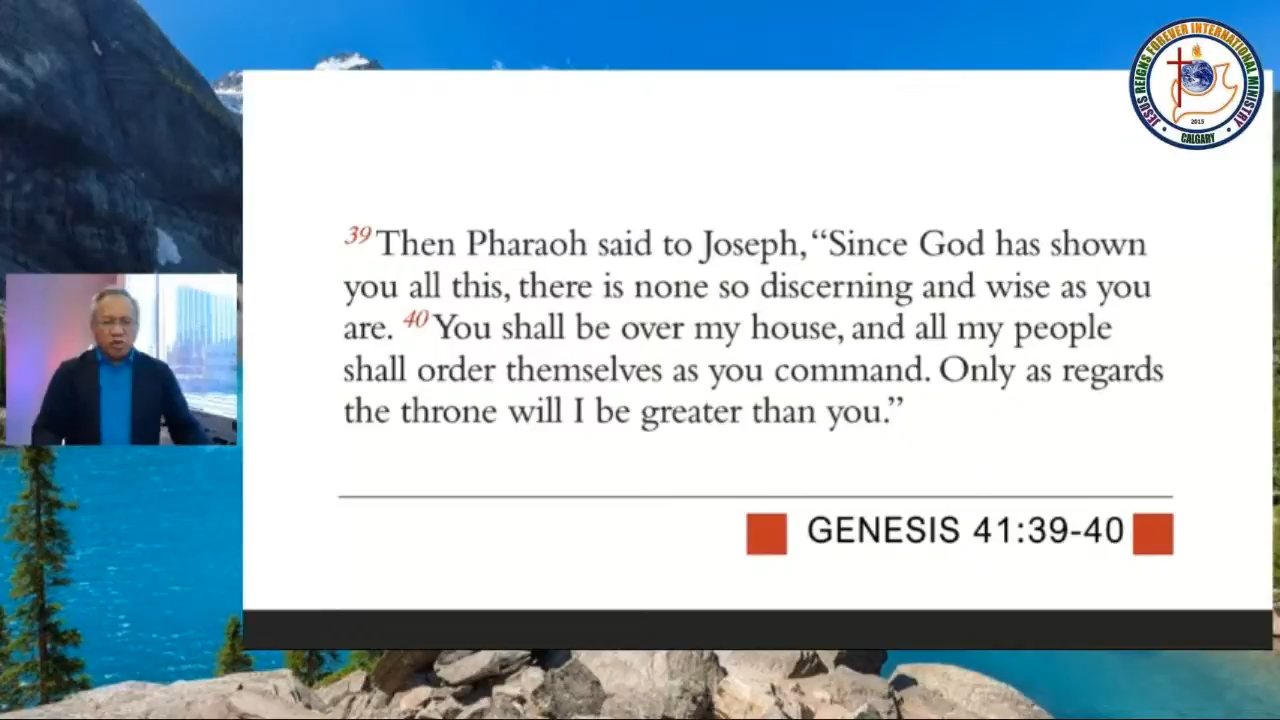 JESUS REIGNS FOREVER INTERNATIONAL MINISTRY
2015
CALGARY
39 Then Pharaoh said to Joseph, “Since God has shown
you all this, there is none so discerning and wise as you
are. 40 You shall be over my house, and all my people
shall order themselves as you command. Only as regards
the throne will I be greater than you.”
GENESIS 41:39-40